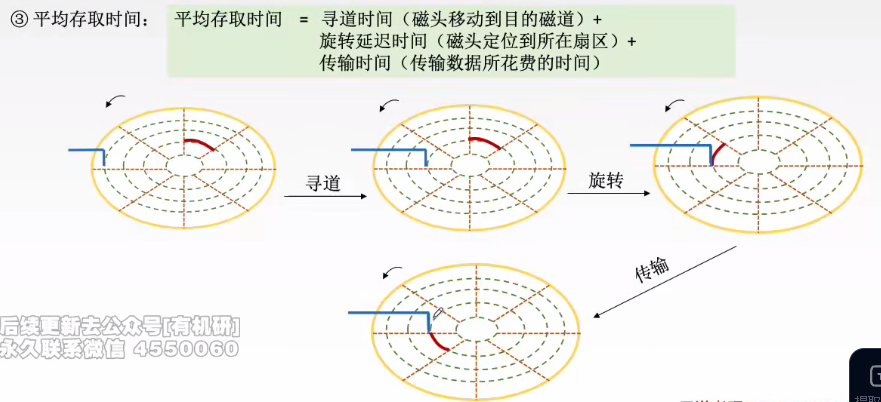 ③ 平均存取时间： 平均存取时间 = 寻道时间（磁头移动到目的磁道）+
旋转延迟时间（磁头定位到所在扇区）+
传输时间（传输数据所花费的时间）
寻道
旋转
传输
后续更新去公众号[有机研]
永久联系微信 4550060